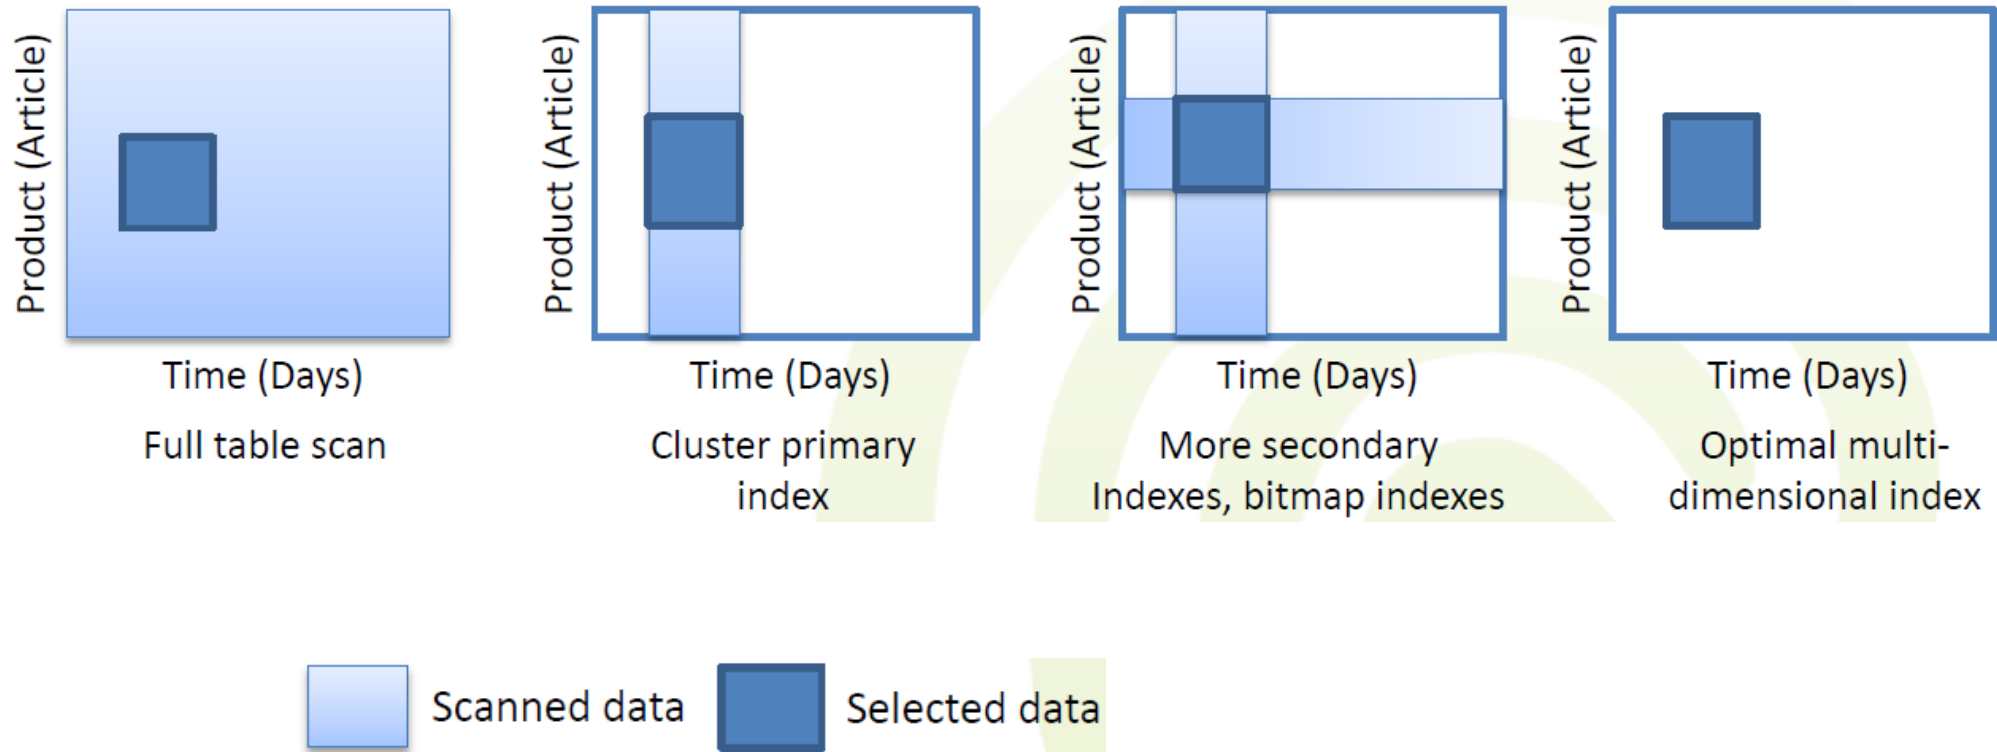 Product (Article)
Time (Days)
Full table scan
Product (Article)
Time (Days)
Cluster primary
index
Product (Article)
Time (Days)
More secondary
Indexes, bitmap indexes
Product (Article)
Time (Days)
Optimal multi-
dimensional index
Scanned data
Selected data